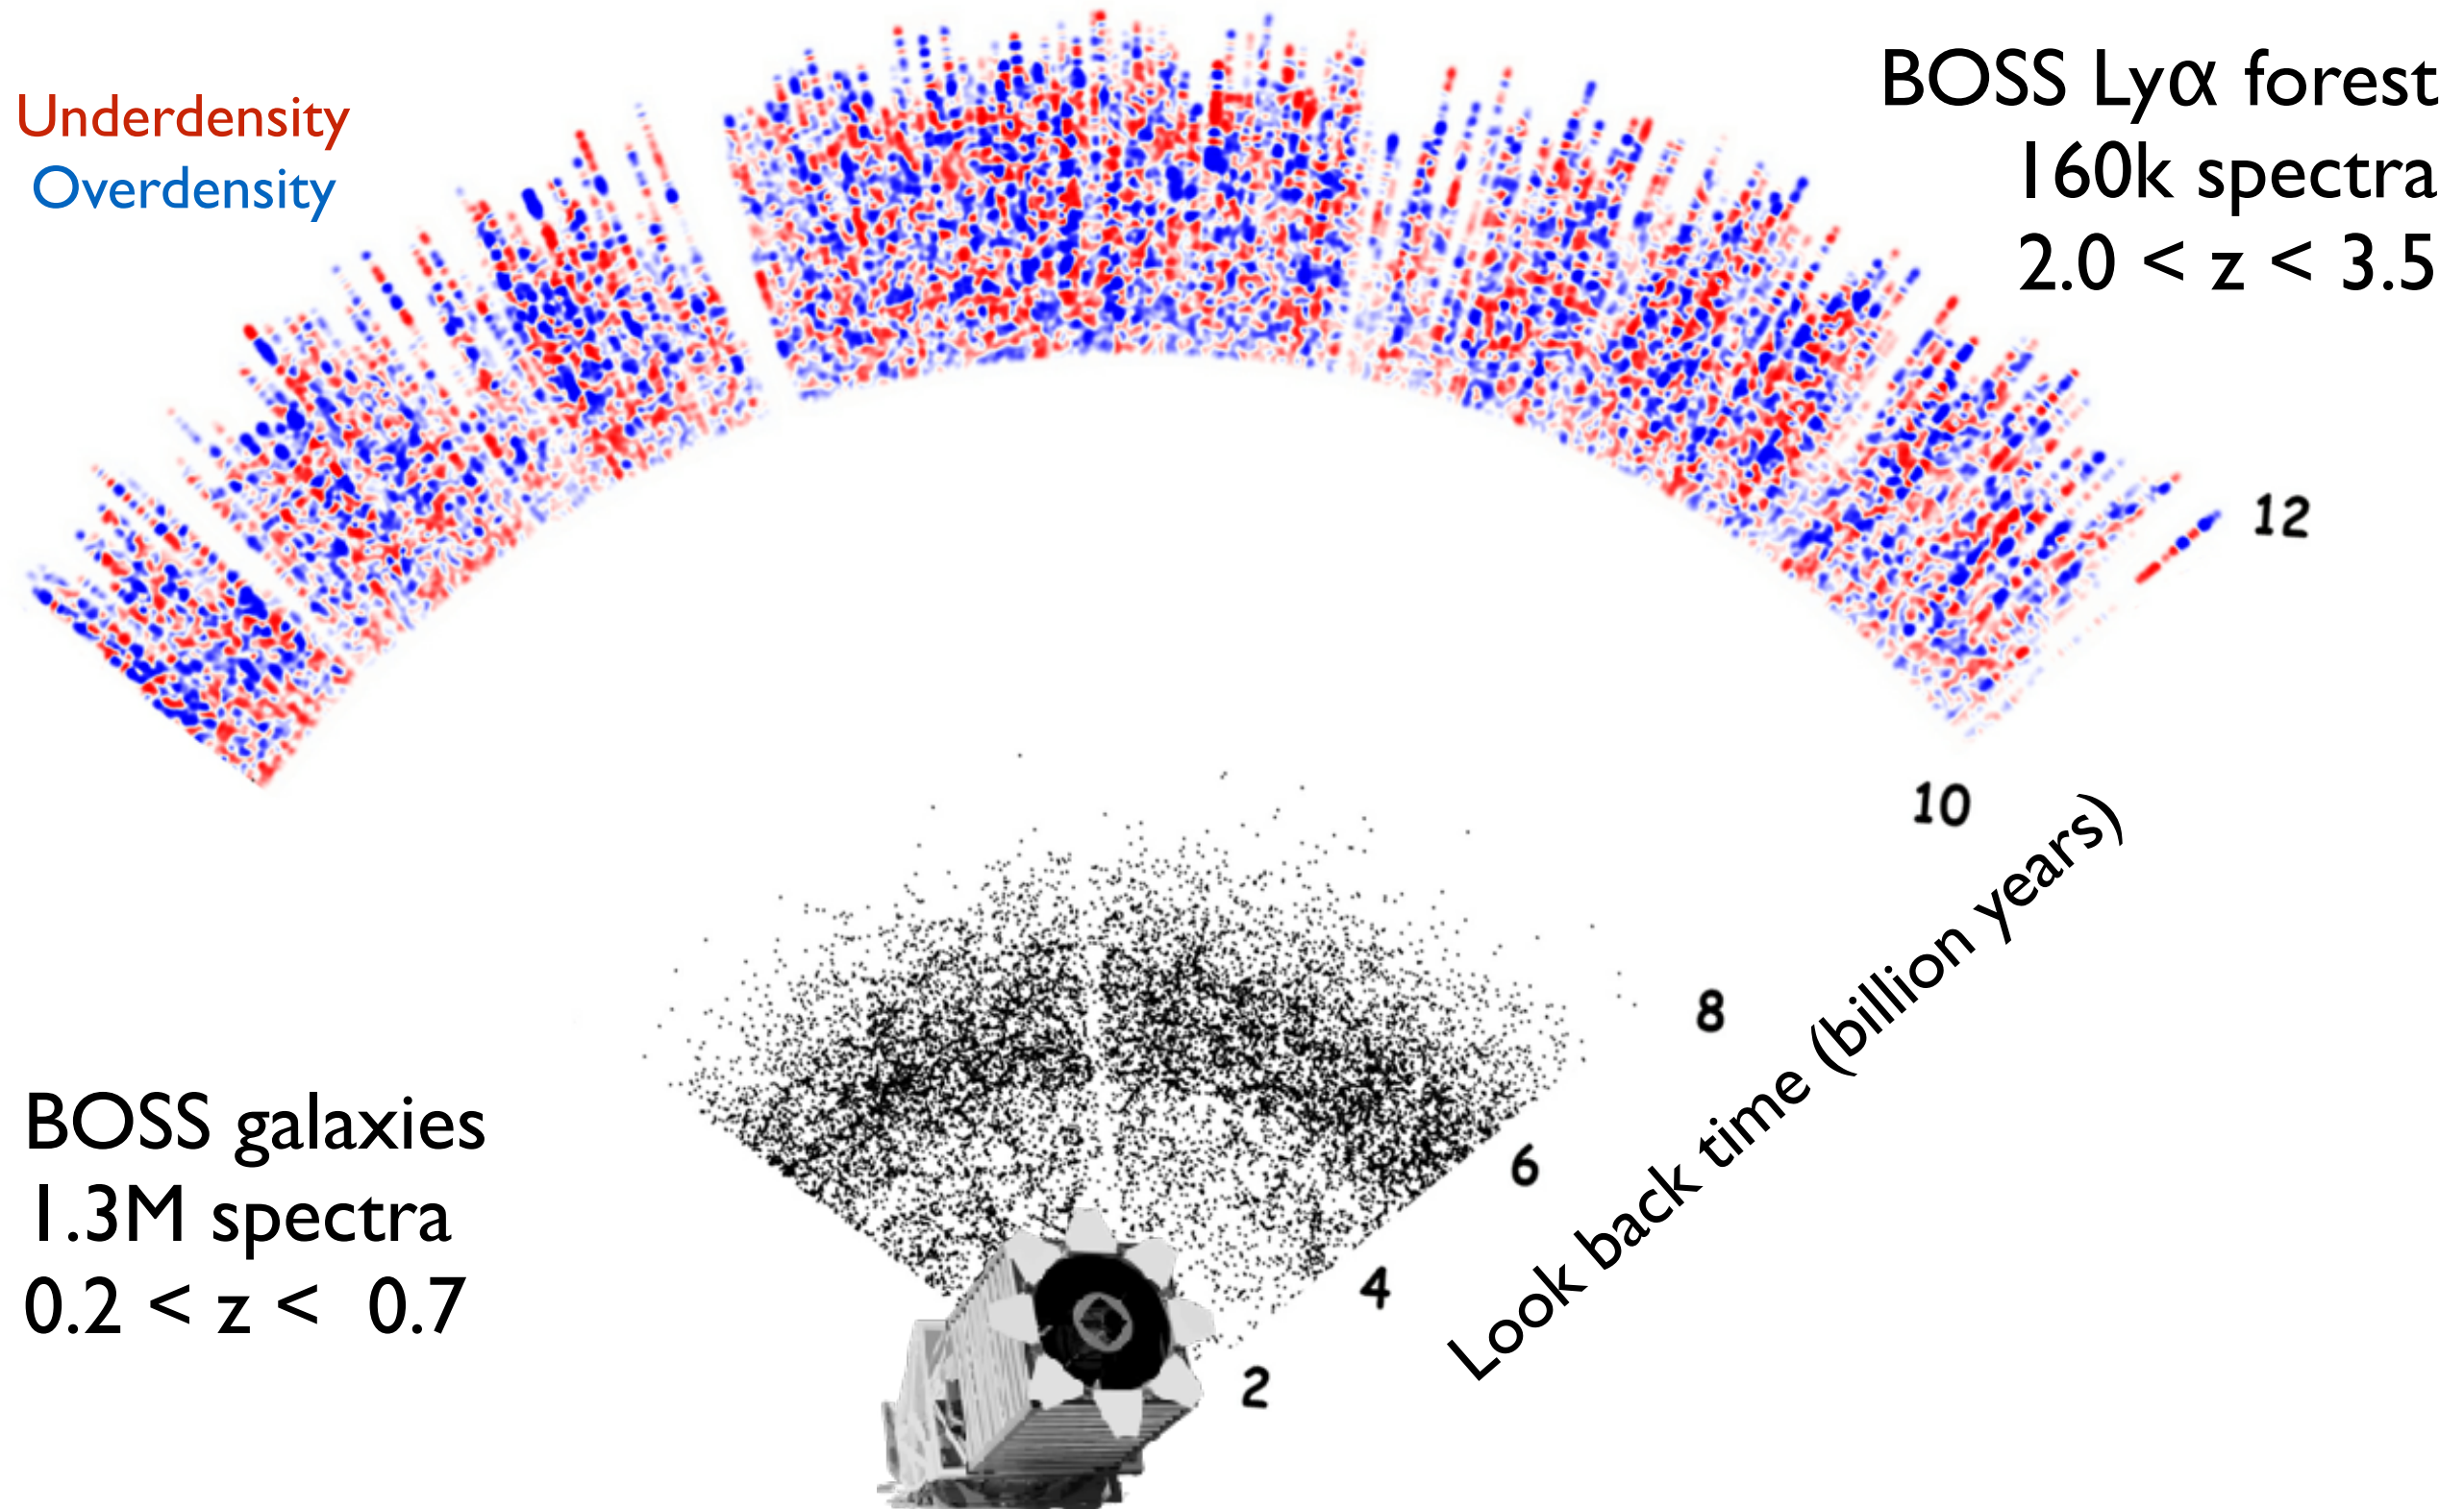 Underdensity
Overdensity
BOSS Lyα forest
160k spectra
2.0 < z < 3.5
12
10
8
6
4
2
Look back time (billion years)
BOSS galaxies
1.3M spectra
0.2 < z < 0.7